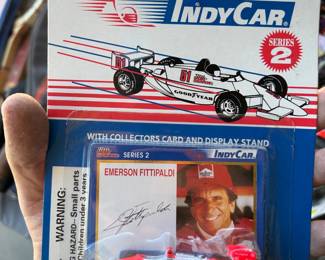 INDYCAR
SERIES
2
01
GOODYEAR
WITH COLLECTORS CARD AND DISPLAY STAND
SERIES 2
INDYCAR
EMERSON FITTIPALDI
WARNING:
G HAZARD—Small parts
Children under 3 years